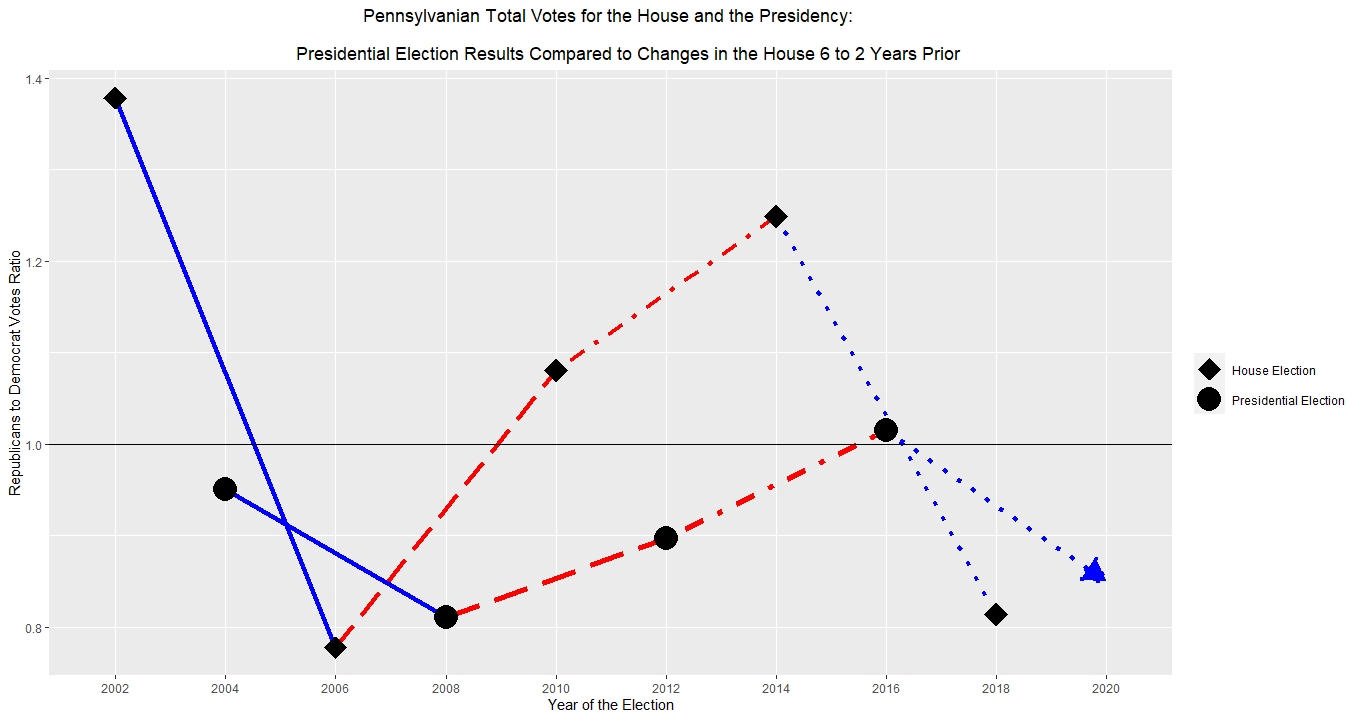 Pennsylvanian Total Votes for the House and the Presidency:
Presidential Election Results Compared to Changes in the House 6 to 2 Years Prior
Republicans to Democrat Votes Ratio
1.4
1.2
1.0
0.8
House Election
Presidential Election
2002 2004 2006 2008 2010 2012 2014 2016 2018 2020
Year of the Election